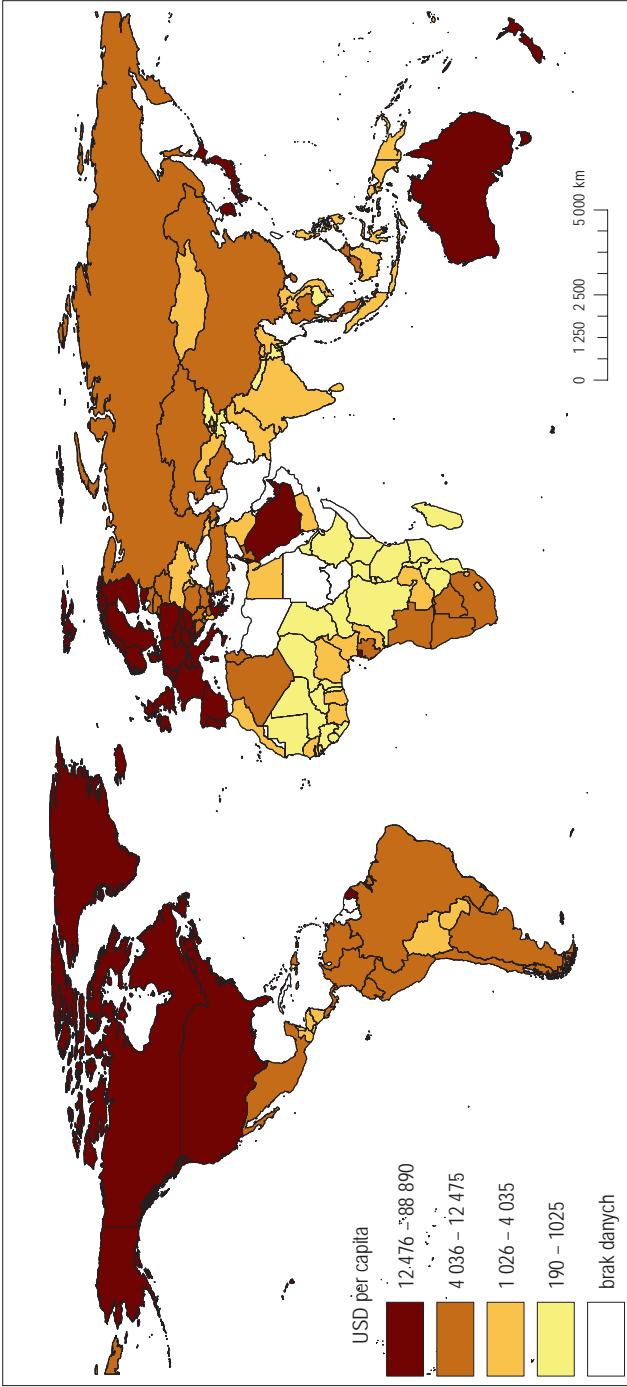 USD per capita
12 476 – 88 890
4 036 – 12 475
1 026 – 4 035
190 – 1025
brak danych
0 1 250 2 500 5 000 km